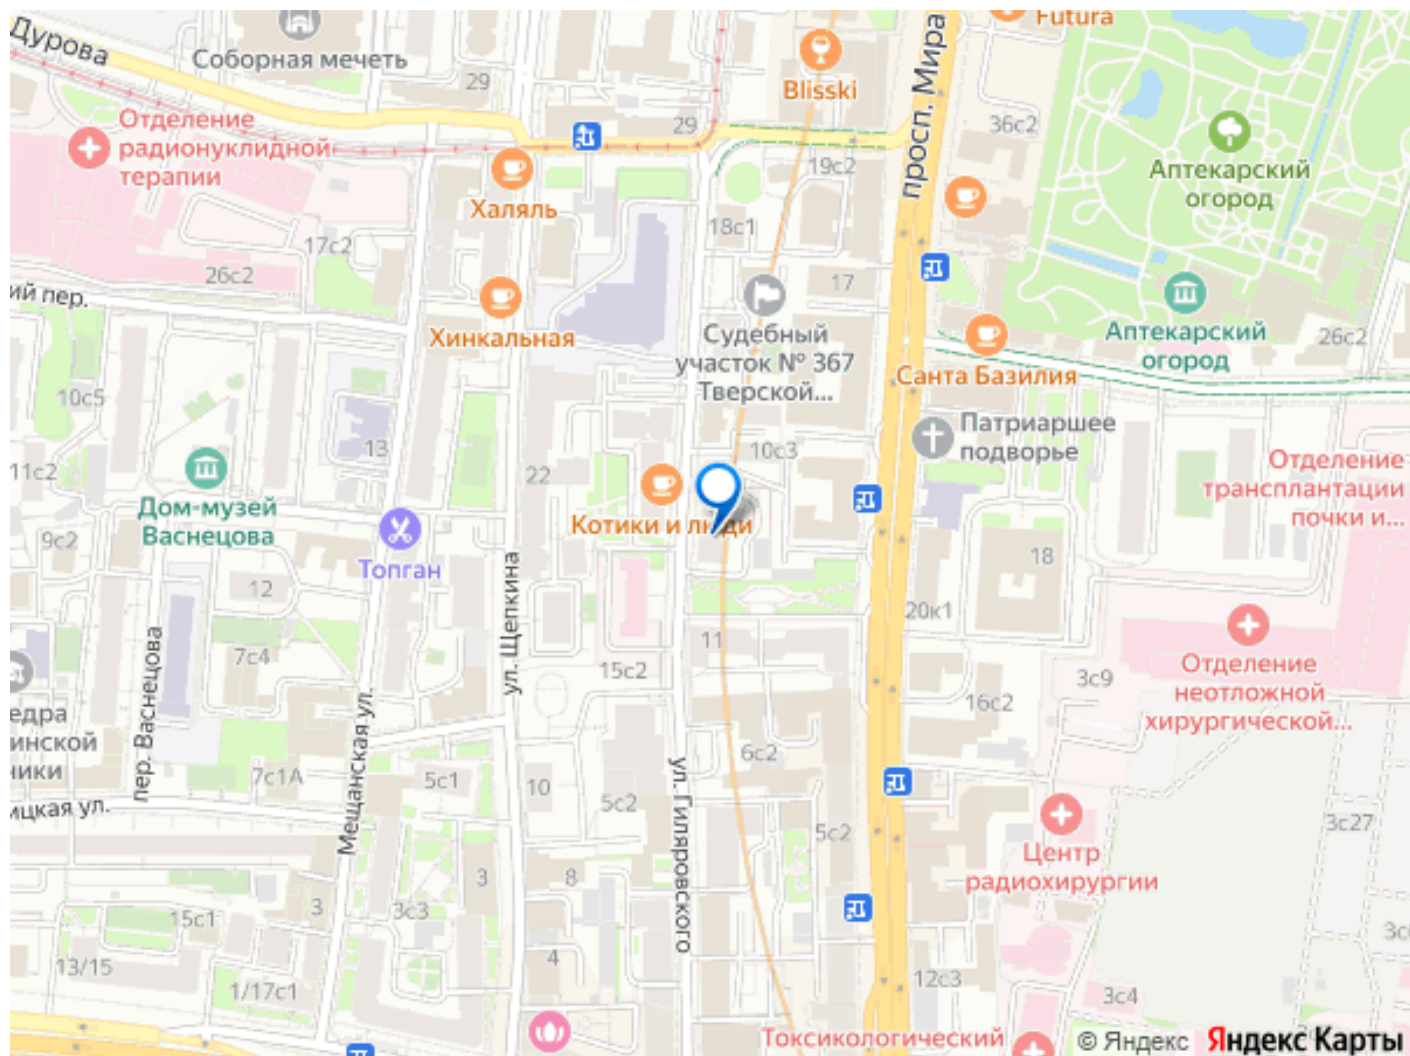 Дурова
Соборная мечеть
Futura
Blisski
просп. Мира
29
29
36с2
Отделение
радионуклидной
терапии
19с2
Аптекарский
огород
Халяль
17с2
18с1
26с2
17
ий пер.
Хинкальная
Судебный
участок № 367
Тверской...
Аптекарский
огород
26с2
Санта Базилия
10с5
13
Патриаршее
подворье
10с3
11с2
22
Отделение
трансплантации
почки и...
Дом-музей
Васнецова
Котики и люди
9с2
Топган
18
12
ул. Щепкина
20к1
11
7с4
пер. Васнецова
15с2
3с9
Отделение
неотложной
хирургической...
едра
инской
ники
16с2
Мещанская ул.
6с2
ул. Гиляровского
7с1А
5с1
10
5с2
ицкая ул.
5с2
3с27
Центр
радиохирургии
3
8
3
3с3
15с1
4
13/15
1/17с1
12с3
3с4
Токсикологический
© Яндекс
Яндекс Карты